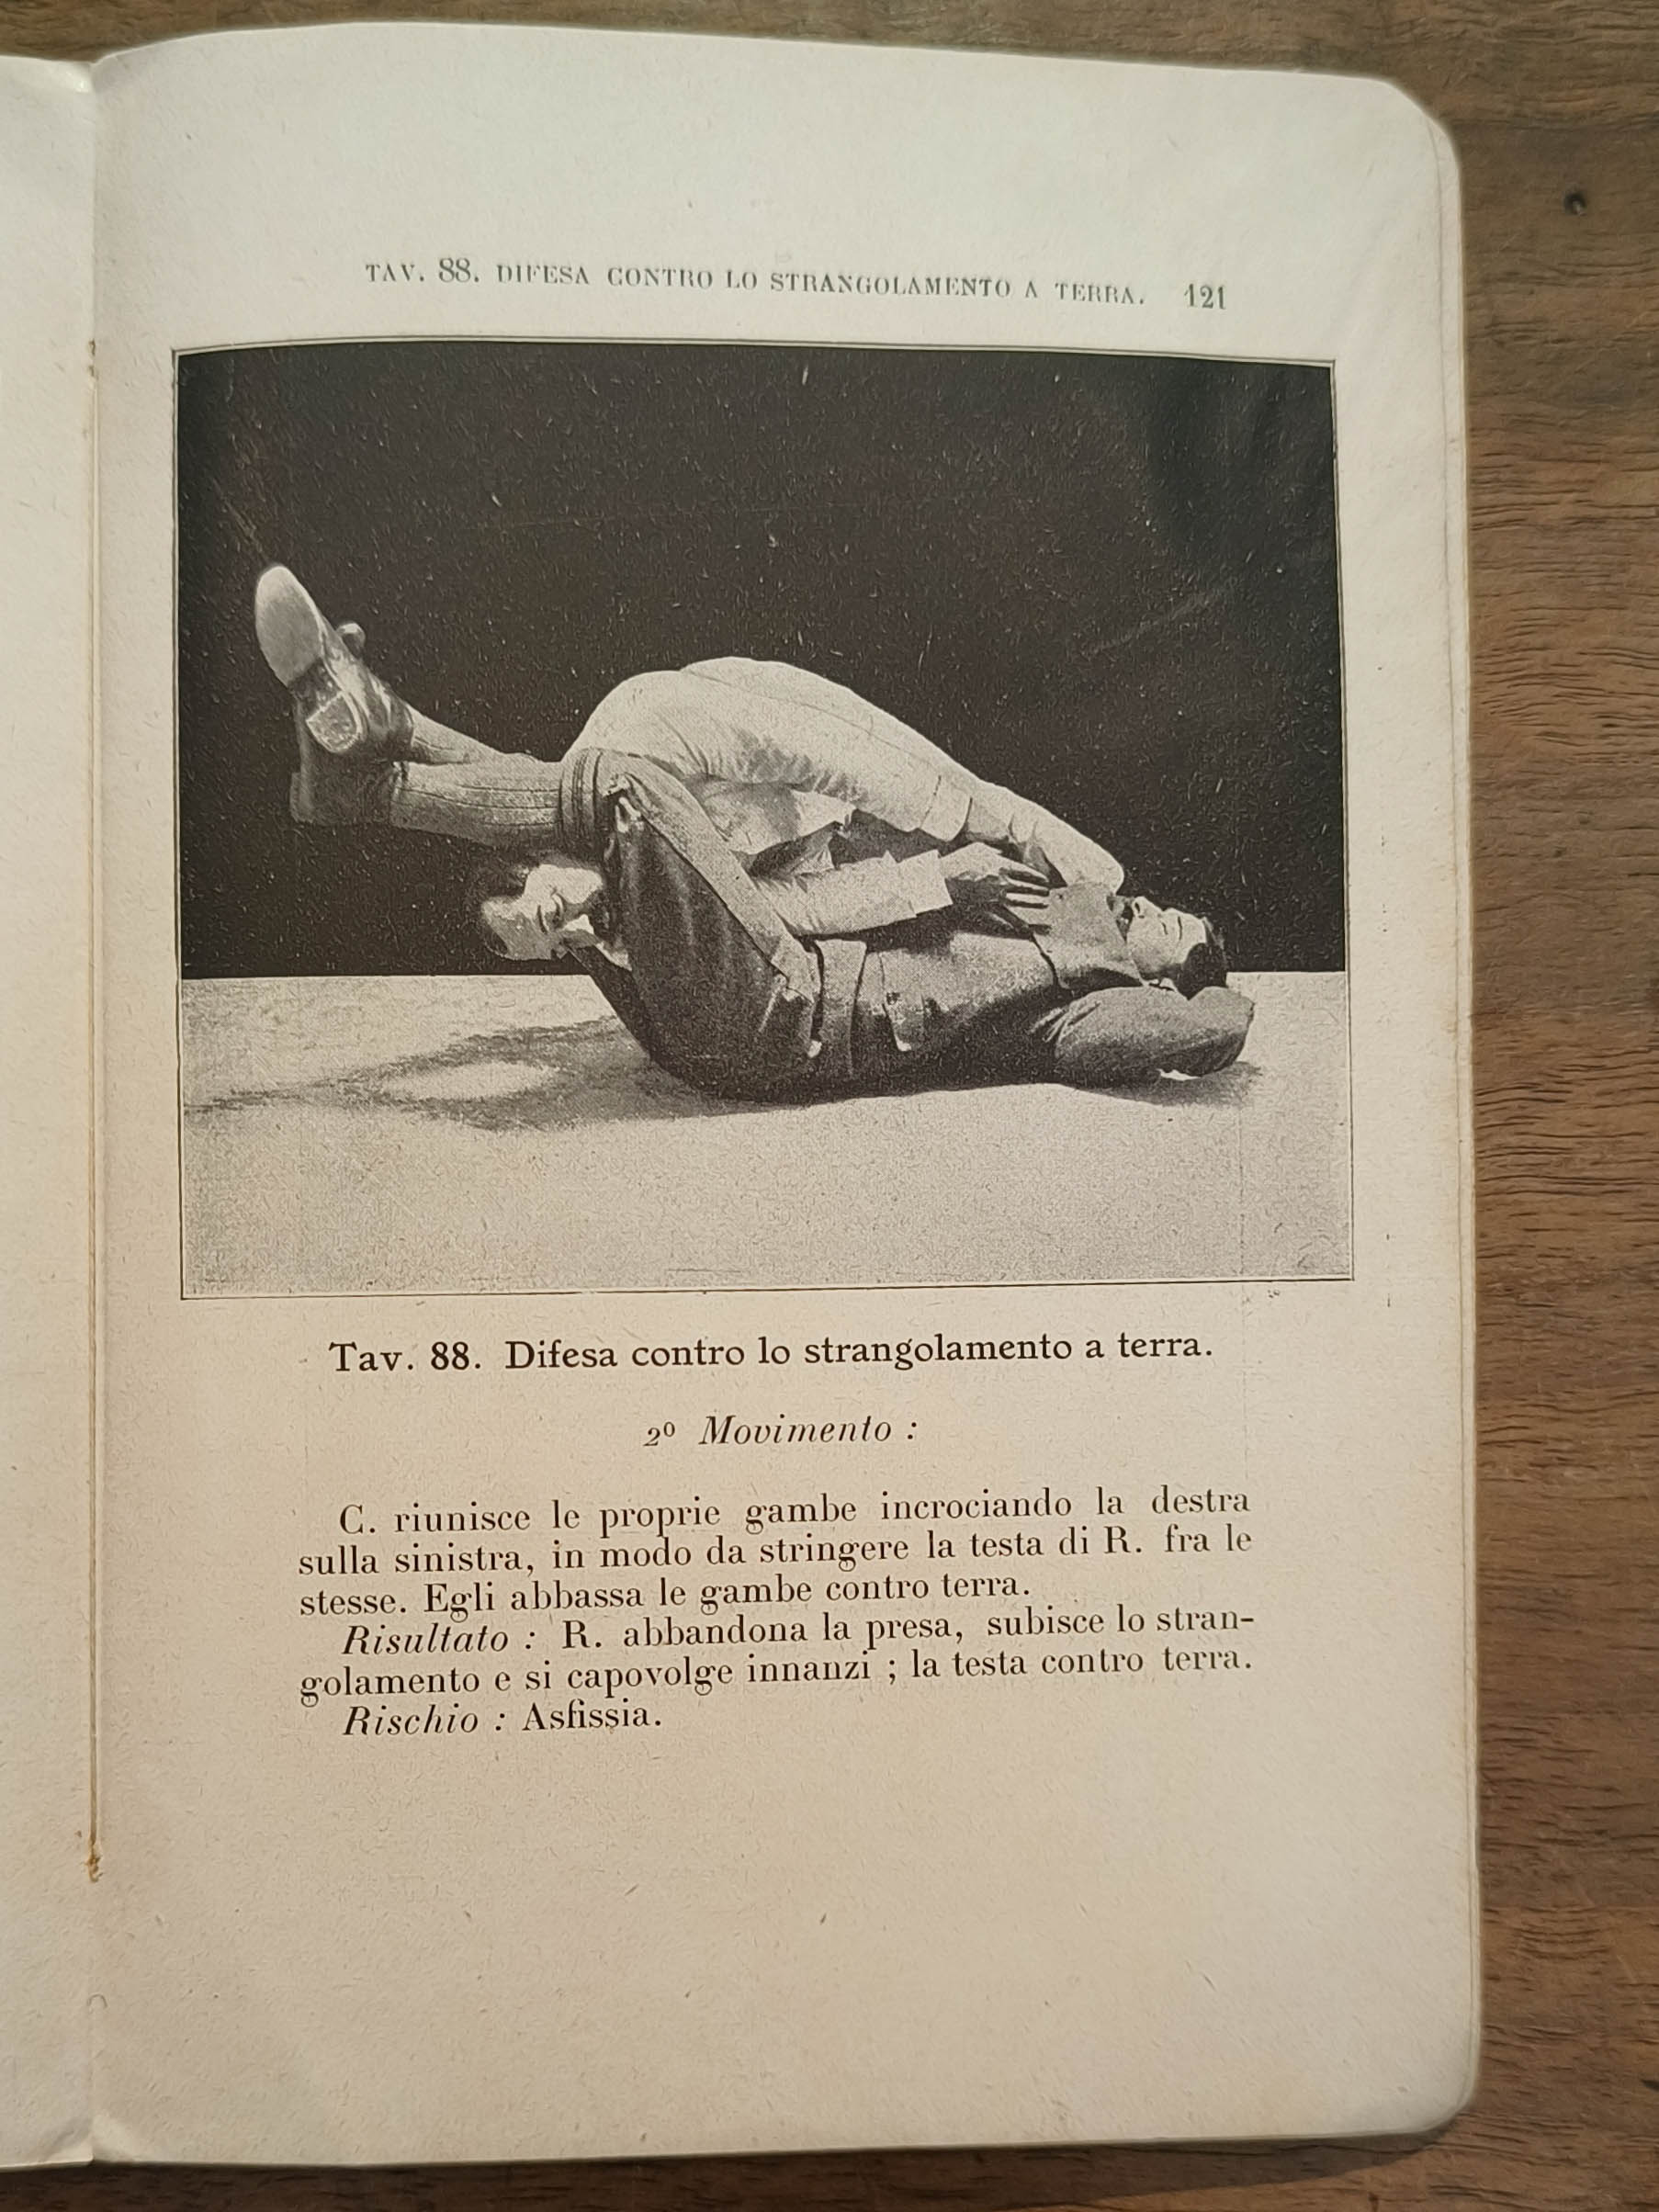 TAV. 88. DIFESA CONTRO LO STRANGOLAMENTO A TERRA. 121
Tav. 88. Difesa contro lo strangolamento a terra.
2º Movimento :
C. riunisce le proprie gambe incrociando la destra
sulla sinistra, in modo da stringere la testa di R. fra le
stesse. Egli abbassa le gambe contro terra.
Risultato : R. abbandona la presa, subisce lo stran-
golamento e si capovolge innanzi ; la testa contro terra.
Rischio : Asfissia.